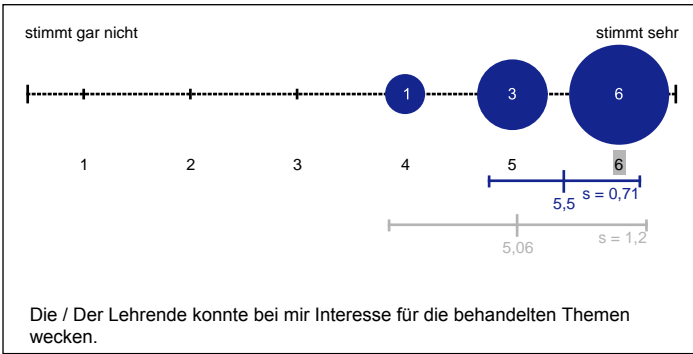 stimmt gar nicht stimmt sehr
1 3 6
1 2 3 4 5 6
5,5 s = 0,71
5,06 s = 1,2
Die / Der Lehrende konnte bei mir Interesse für die behandelten Themen
wecken.